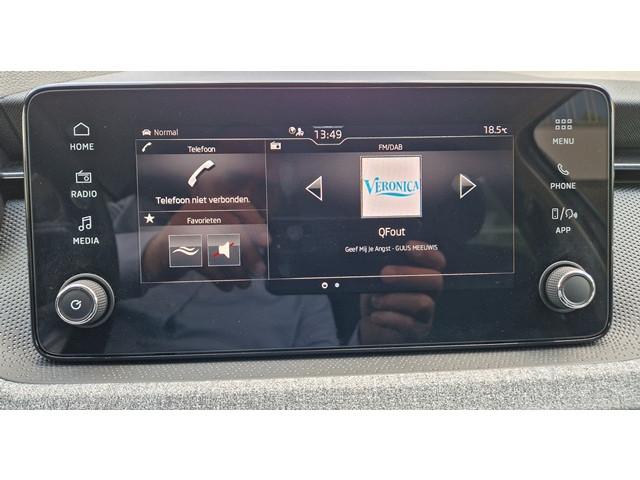 Normal
13:49
18.5°C
HOME
RADIO
MEDIA
Telefoon
Telefoon niet verbonden.
Favorieten
FM/DAB
VERONICA
QFout
Geef Mij Je Angst - GUUS MEEUWIS
MENU
PHONE
APP